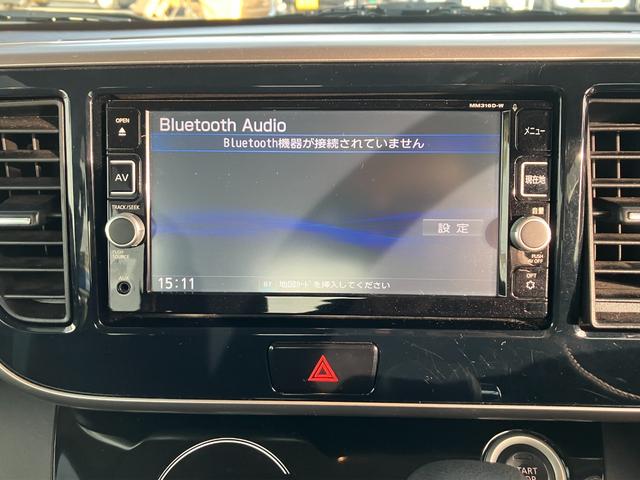 MM316D-W
OPEN
Bluetooth Audio
メニュー
Bluetooth機器が接続されていません
AV
現在地
TRACK/SEEK
音量
設定
PUSH
SOURCE
PUSH
OFF
AUX
OPT
15:11
地図ｶｰﾄﾞを挿入してください
START